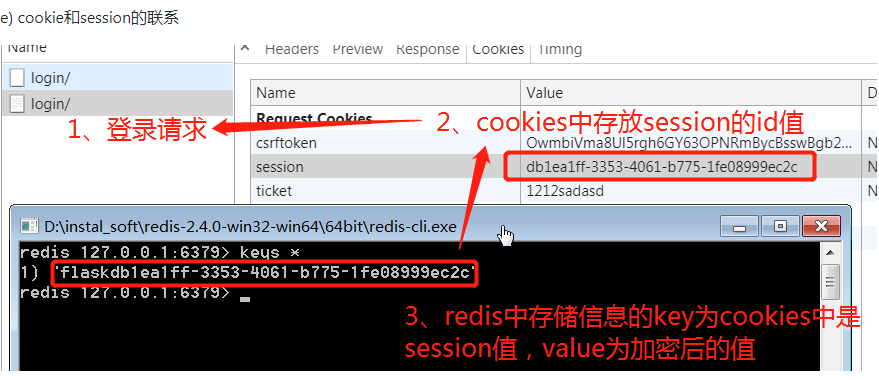 e) cookie和session的联系
Name
Headers Preview Response Cookies Timing
login/
login/
Name Value D
Request Cookies
1、登录请求
2、cookies中存放session的id值
csrftoken OwmbiVma8UI5rgh6GY63OPNRmBycBsswBgb2... N
session db1ea1ff-3353-4061-b775-1fe08999ec2c N
ticket 1212sadasd N
D:\instal_soft\redis-2.4.0-win32-win64\64bit\redis-cli.exe
redis 127.0.0.1:6379> keys *
1) "flaskdb1ea1ff-3353-4061-b775-1fe08999ec2c"
redis 127.0.0.1:6379>
3、redis中存储信息的key为cookies中是
session值，value为加密后的值